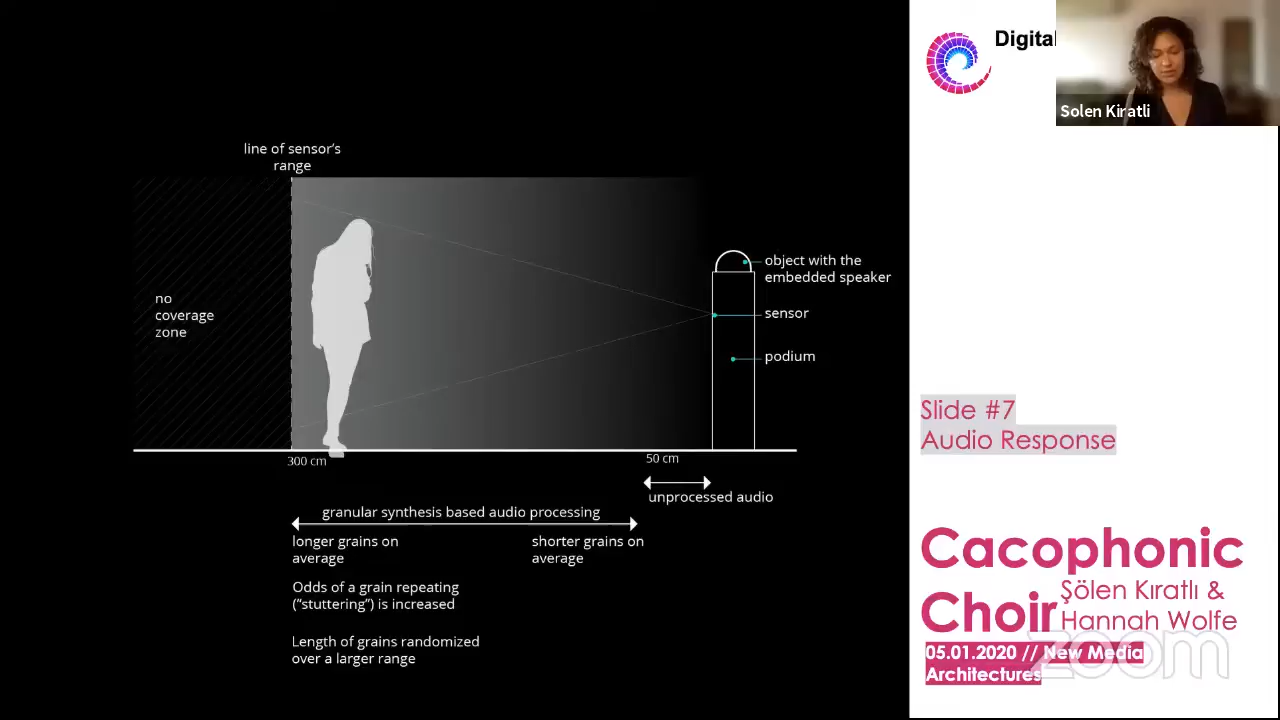 line of sensor's
range
no
coverage
zone
object with the
embedded speaker
sensor
podium
300 cm
50 cm
unprocessed audio
granular synthesis based audio processing
longer grains on
average
shorter grains on
average
Odds of a grain repeating
("stuttering") is increased
Length of grains randomized
over a larger range
Digital
Solen Kiratli
Slide #7
Audio Response
Cacophonic
Choir
Şölen Kıratlı &
Hannah Wolfe
05.01.2020 // New Media
Architectures
zoom